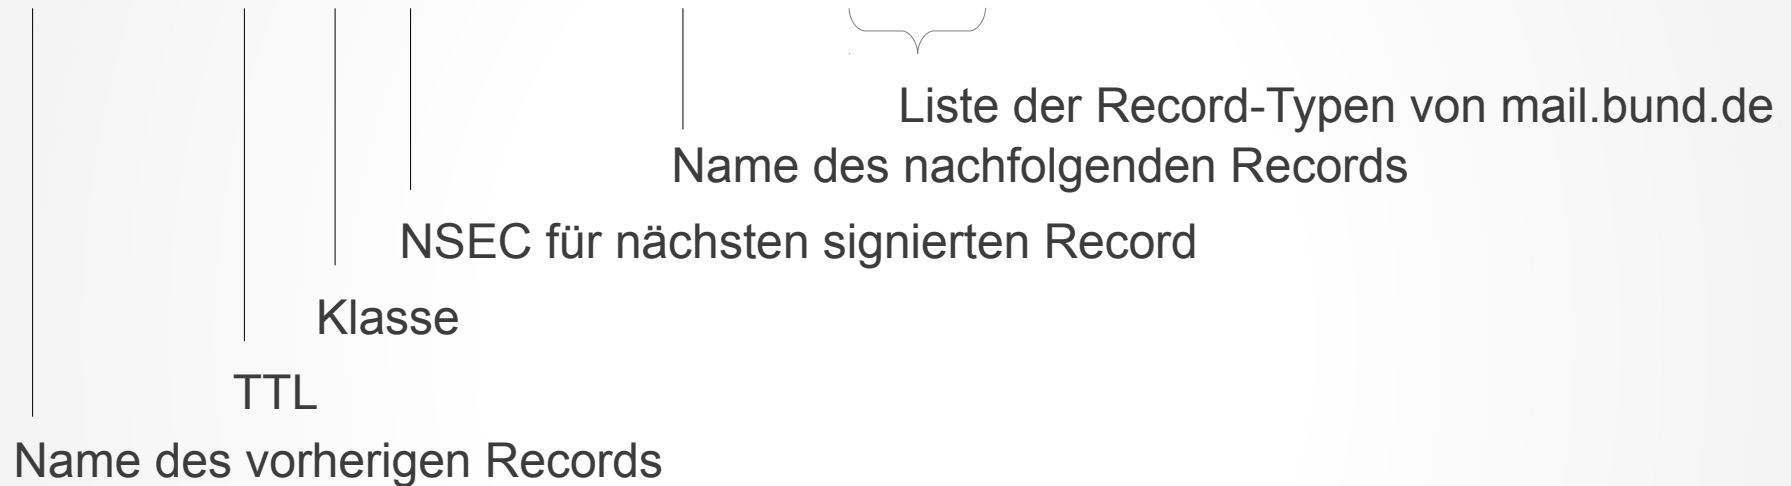 Liste der Record-Typen von mail.bund.de
Name des nachfolgenden Records
NSEC für nächsten signierten Record
Klasse
TTL
Name des vorherigen Records